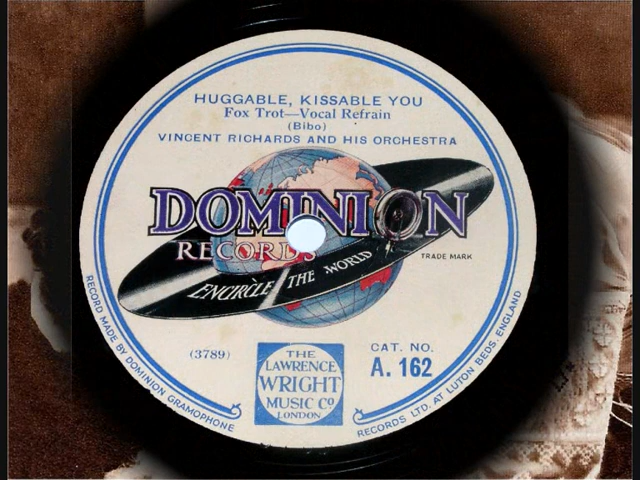 HUGGABLE, KISSABLE YOU
Fox Trot—Vocal Refrain
(Bibo)
VINCENT RICHARDS AND HIS ORCHESTRA
DOMINION
RECORDS
ENCIRCLE THE WORLD
TRADE MARK
(3789)
THE
LAWRENCE
WRIGHT
MUSIC Cº
LONDON
CAT. NO.
A. 162
RECORD MADE BY DOMINION GRAMOPHONE
RECORDS LTD. AT LUTON BEDS. ENGLAND